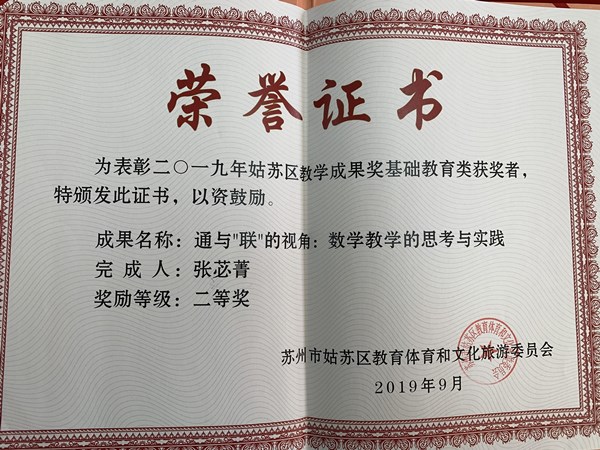 荣誉证书
为表彰二〇一九年姑苏区教学成果奖基础教育类获奖者，
特颁发此证书，以资鼓励。
成果名称：通与"联"的视角：数学教学的思考与实践
完成人：张苾菁
奖励等级：二等奖
苏州市姑苏区教育体育和文化旅游委员会
2019年9月